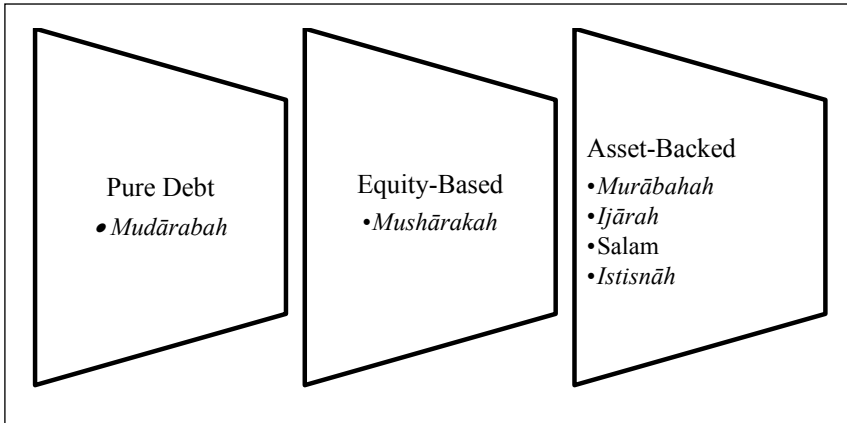 Pure Debt
• Mudārabah
Equity-Based
•Mushārakah
Asset-Backed
•Murābahah
•Ijārah
•Salam
•Istisnāh